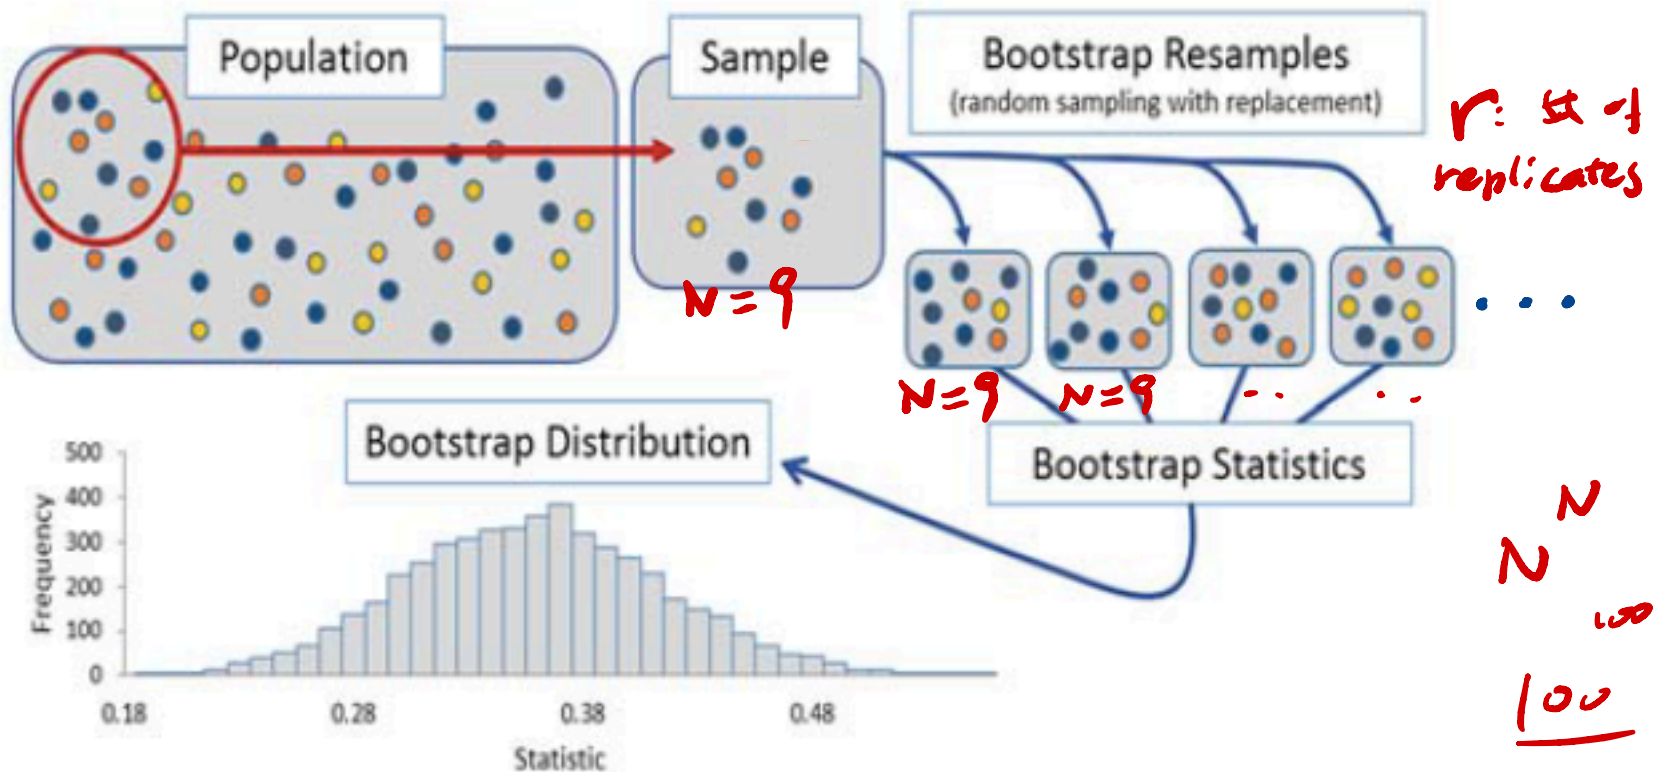 Population
Sample
Bootstrap Resamples
(random sampling with replacement)
r: # of
replicates
N=9
N=9
N=9
..
..
Bootstrap Distribution
Bootstrap Statistics
N
N
100
100
500
400
300
200
100
0
Frequency
0.18
0.28
0.38
0.48
Statistic